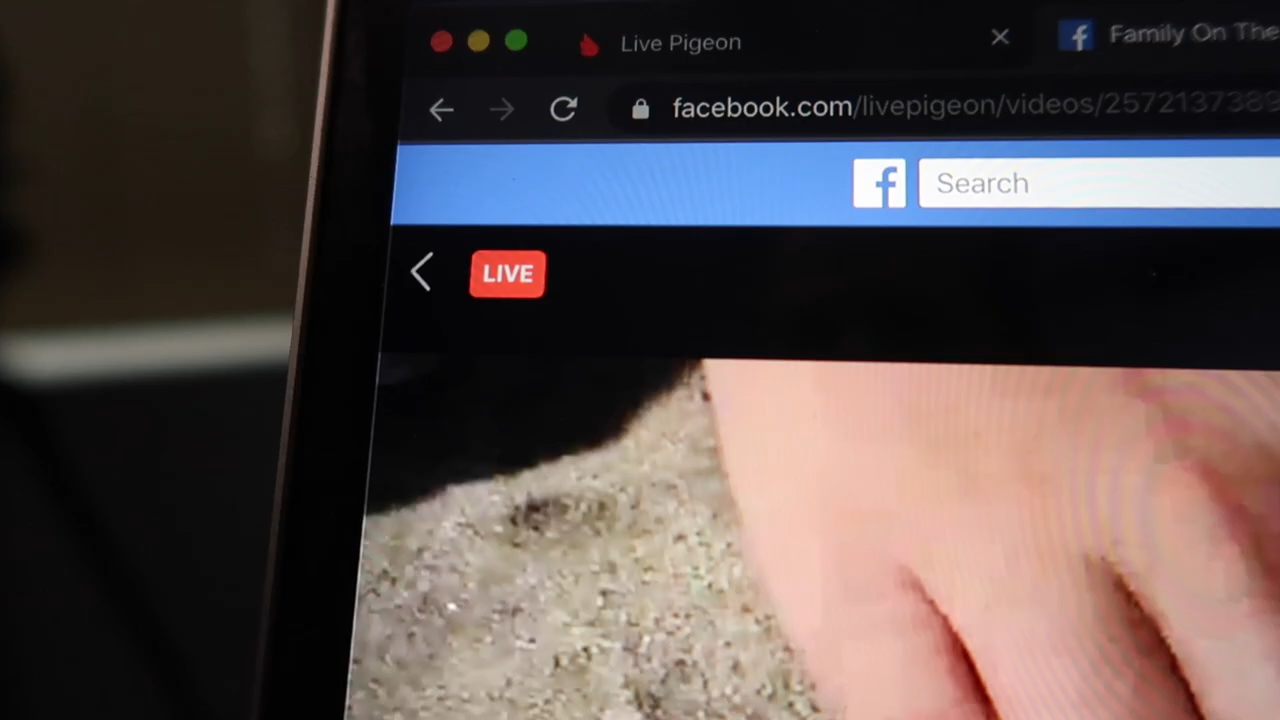 Live Pigeon
Family On The
facebook.com/livepigeon/videos/2572137389
Search
LIVE